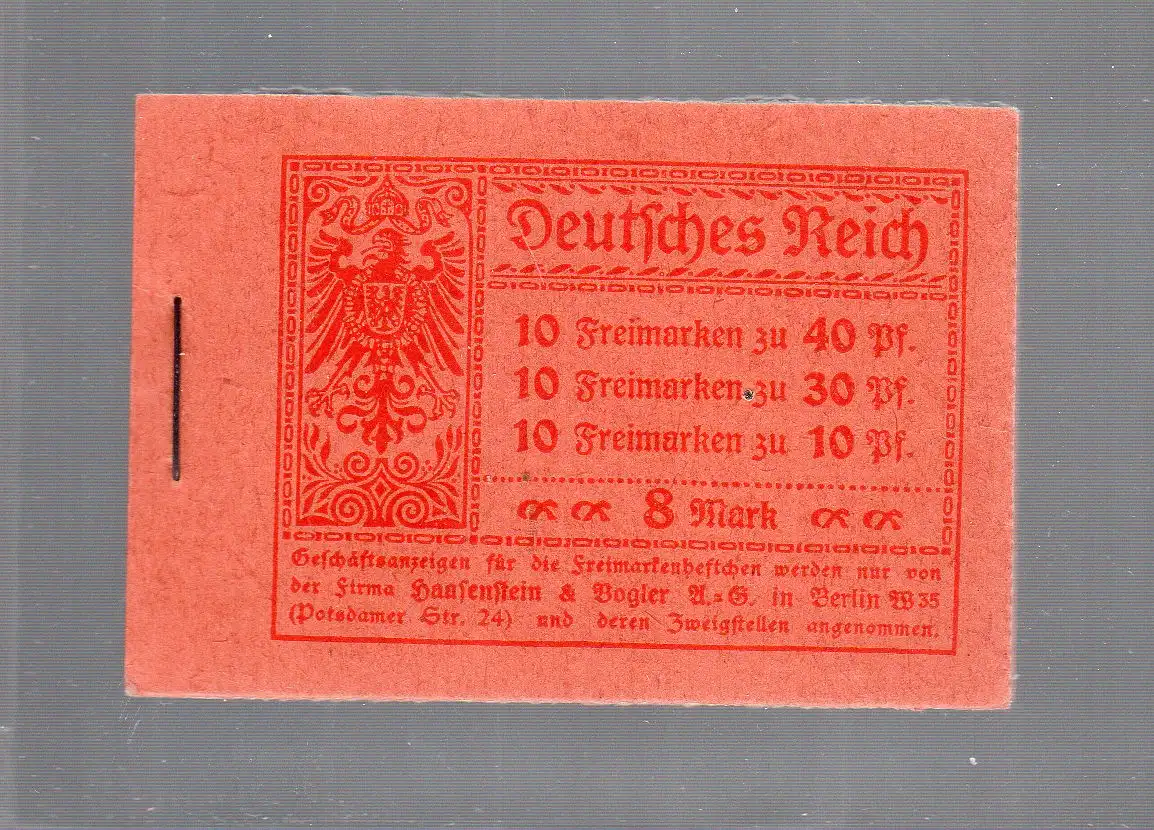 Deutsches Reich
10 Freimarken zu 40 Pf.
10 Freimarken zu 30 Pf.
10 Freimarken zu 10 Pf.
8 Mark
Geschäftsanzeigen für die Freimarkenheftchen werden nur von
der Firma Haasenstein & Vogler A.=G. in Berlin W 35
(Potsdamer Str. 24) und deren Zweigstellen angenommen.